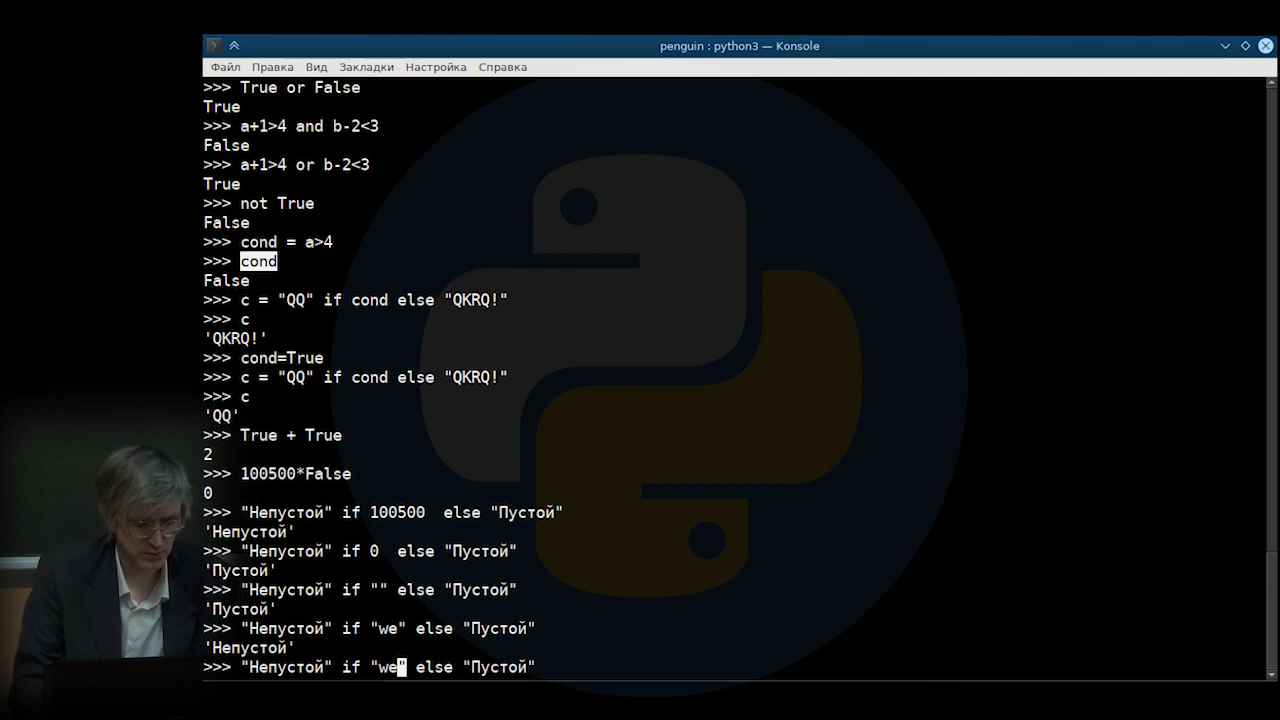 penguin : python3 — Konsole
Файл Правка Вид Закладки Настройка Справка
>>> True or False
True
>>> a+1>4 and b-2<3
False
>>> a+1>4 or b-2<3
True
>>> not True
False
>>> cond = a>4
>>> cond
False
>>> c = "QQ" if cond else "QKRQ!"
>>> c
'QKRQ!'
>>> cond=True
>>> c = "QQ" if cond else "QKRQ!"
>>> c
'QQ'
>>> True + True
2
>>> 100500*False
0
>>> "Непустой" if 100500  else "Пустой"
'Непустой'
>>> "Непустой" if 0  else "Пустой"
'Пустой'
>>> "Непустой" if "" else "Пустой"
'Пустой'
>>> "Непустой" if "we" else "Пустой"
'Непустой'
>>> "Непустой" if "we" else "Пустой"